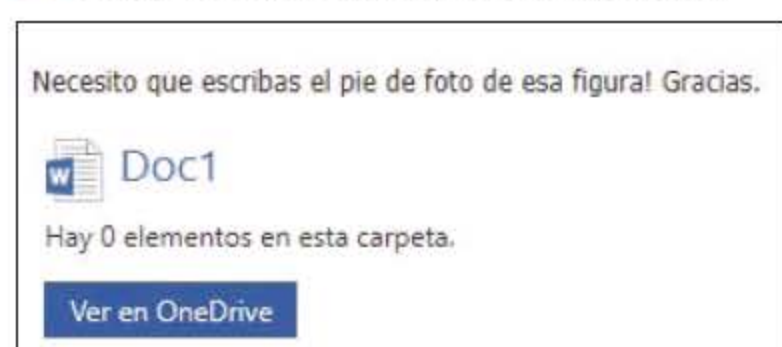 Necesito que escribas el pie de foto de esa figura! Gracias.
Doc1
Hay 0 elementos en esta carpeta.
Ver en OneDrive